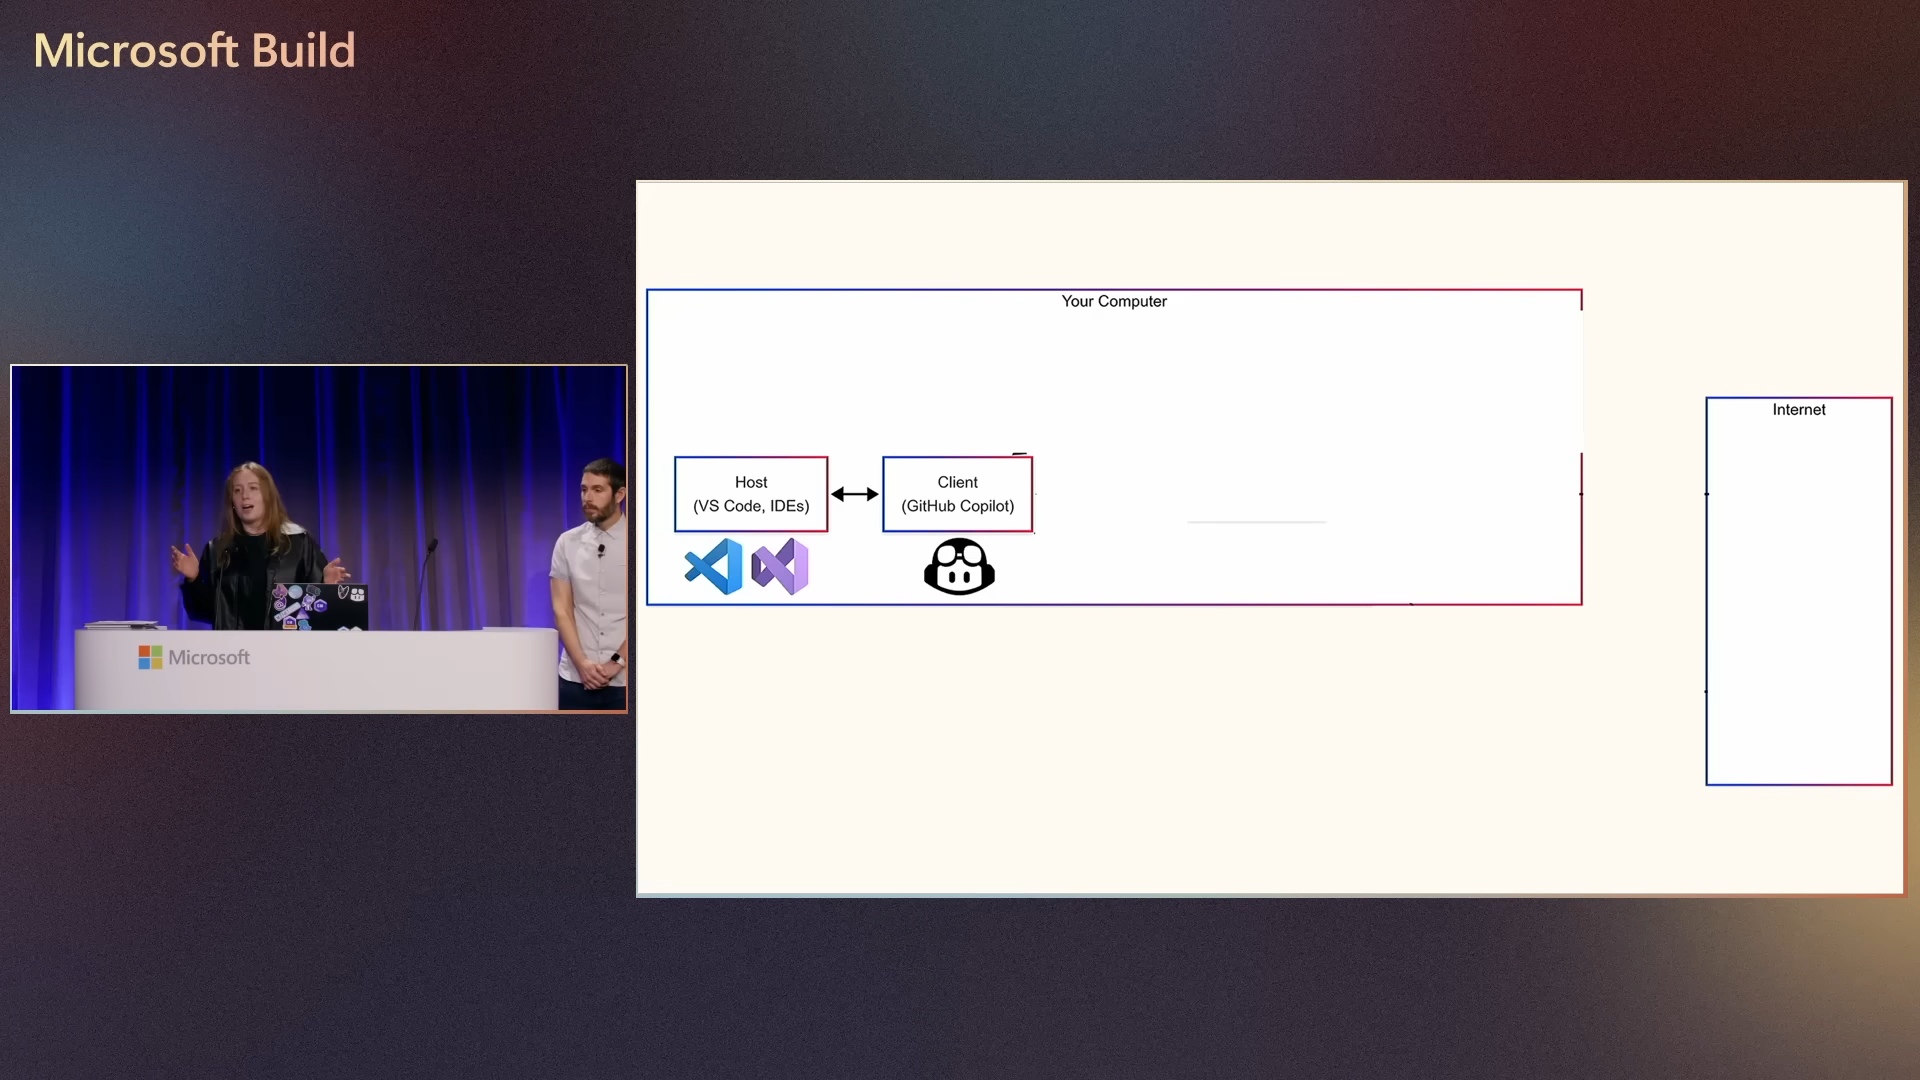 Microsoft Build
Your Computer
Internet
Host
(VS Code, IDEs)
Client
(GitHub Copilot)
Microsoft